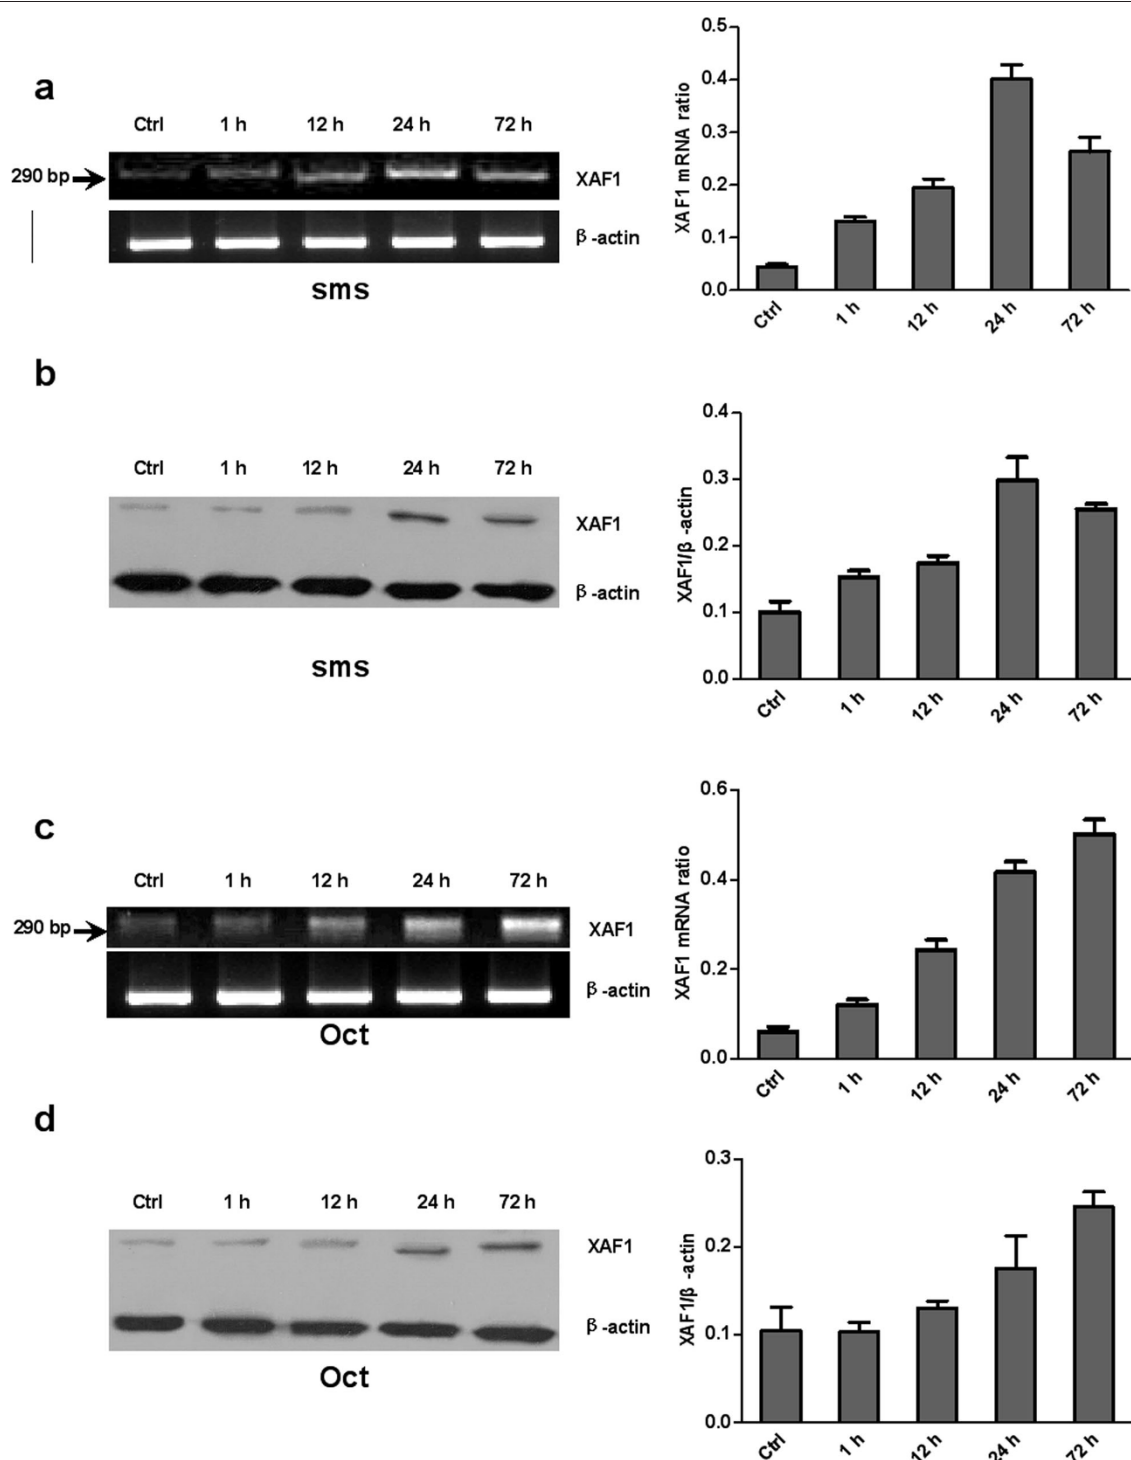 a
Ctrl 1 h 12 h 24 h 72 h
290 bp XAF1
β-actin
sms
XAF1 mRNA ratio
0.5
0.4
0.3
0.2
0.1
0.0
Ctrl 1 h 12 h 24 h 72 h
b
Ctrl 1 h 12 h 24 h 72 h
XAF1
β-actin
sms
XAF1/β-actin
0.4
0.3
0.2
0.1
0.0
Ctrl 1 h 12 h 24 h 72 h
c
Ctrl 1 h 12 h 24 h 72 h
290 bp XAF1
β-actin
Oct
XAF1 mRNA ratio
0.6
0.4
0.2
0.0
Ctrl 1 h 12 h 24 h 72 h
d
Ctrl 1 h 12 h 24 h 72 h
XAF1
β-actin
Oct
XAF1/β-actin
0.3
0.2
0.1
0.0
Ctrl 1 h 12 h 24 h 72 h